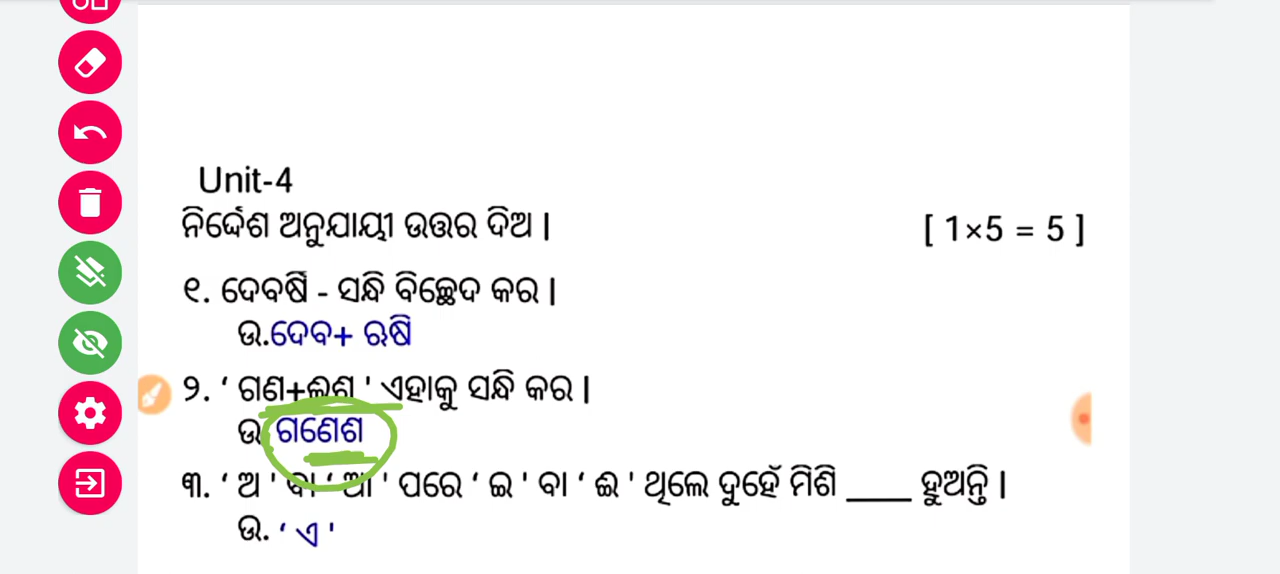 Unit-4
ନିର୍ଦ୍ଦେଶ ଅନୁଯାୟୀ ଉତ୍ତର ଦିଅ | [ 1×5 = 5 ]
୧. ଦେବର୍ଷି - ସନ୍ଧି ବିଚ୍ଛେଦ କର |
ଉ.ଦେବ+ ଋଷି
୨. ‘ ଗଣ+ଈଶ ' ଏହାକୁ ସନ୍ଧି କର |
ଉ ଗଣେଶ
୩. ‘ ଅ ' ବା ‘ ଆ ' ପରେ ‘ ଇ ' ବା ‘ ଈ ' ଥିଲେ ଦୁହେଁ ମିଶି ____ ହୁଅନ୍ତି |
ଉ. ‘ ଏ '